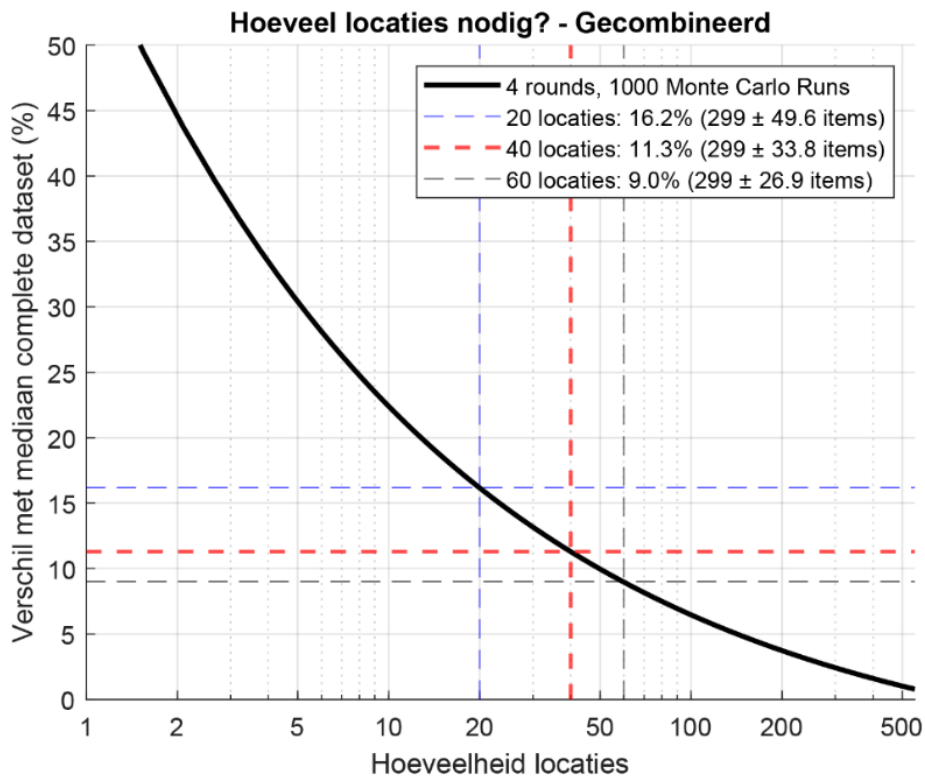 Hoeveel locaties nodig? - Gecombineerd
50
45
40
35
30
25
20
15
10
5
0
Verschil met mediaan complete dataset (%)
4 rounds, 1000 Monte Carlo Runs
20 locaties: 16.2% (299 ± 49.6 items)
40 locaties: 11.3% (299 ± 33.8 items)
60 locaties: 9.0% (299 ± 26.9 items)
1 2 5 10 20 50 100 200 500
Hoeveelheid locaties